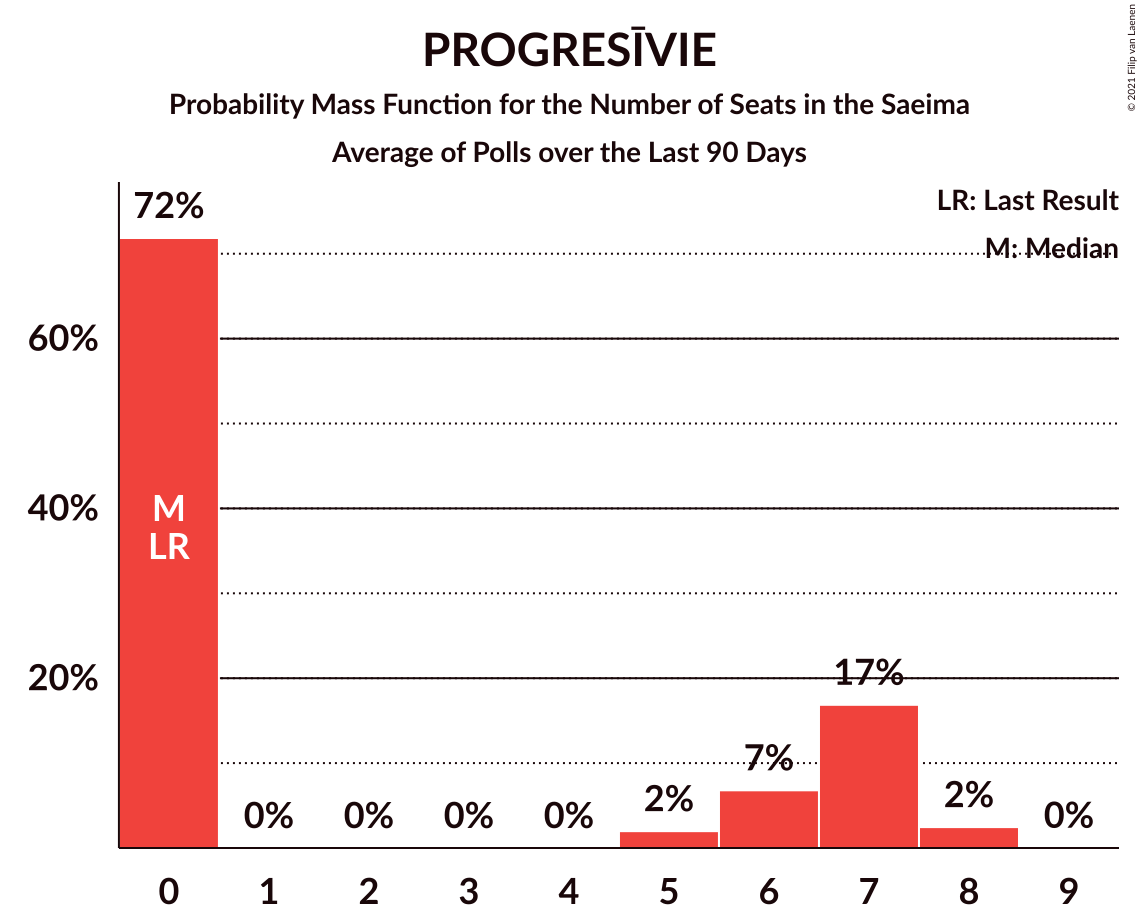 PROGRESĪVIE
Probability Mass Function for the Number of Seats in the Saeima
Average of Polls over the Last 90 Days
© 2021 Filip van Laenen
LR: Last Result
M: Median
72%
60%
40%
20%
M
LR
0%
0%
0%
0%
2%
7%
17%
2%
0%
0
1
2
3
4
5
6
7
8
9